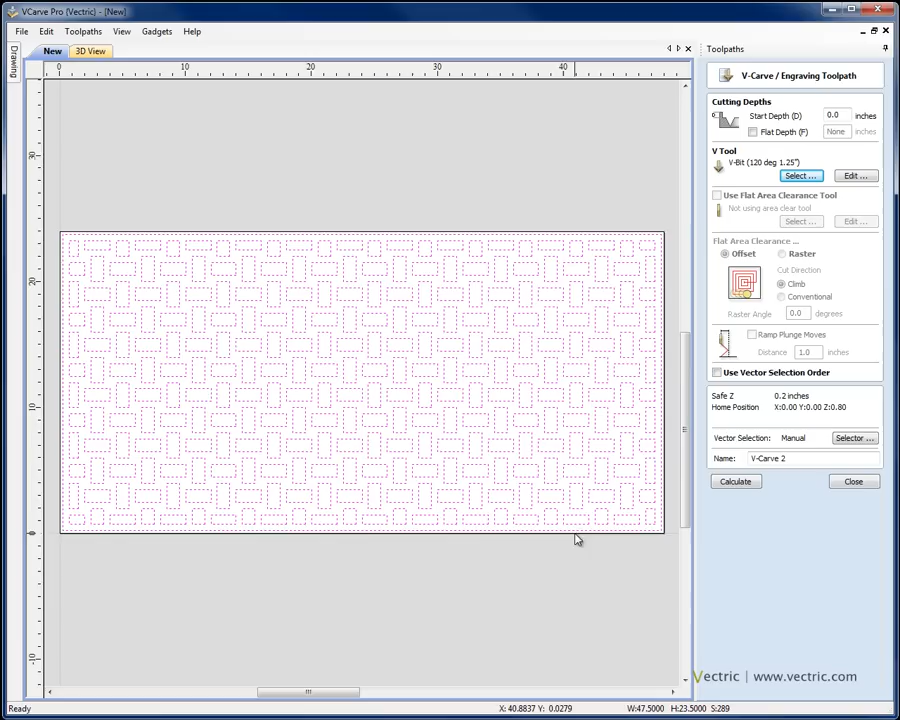 VCarve Pro (Vectric) - [New]
File Edit Toolpaths View Gadgets Help
Drawing
New 3D View
0 10 20 30 40
30
20
10
0
-10
Toolpaths
V-Carve / Engraving Toolpath
Cutting Depths
Start Depth (D) 0.0 inches
Flat Depth (F) None inches
V Tool
V-Bit (120 deg 1.25")
Select ... Edit ...
Use Flat Area Clearance Tool
Not using area clear tool
Select ... Edit ...
Flat Area Clearance ...
Offset Raster
Cut Direction
Climb
Conventional
Raster Angle 0.0 degrees
Ramp Plunge Moves
Distance 1.0 inches
Use Vector Selection Order
Safe Z 0.2 inches
Home Position X:0.00 Y:0.00 Z:0.80
Vector Selection: Manual Selector ...
Name: V-Carve 2
Calculate Close
Vectric | www.vectric.com
Ready X: 40.8837 Y: 0.0279 W:47.5000 H:23.5000 S:289